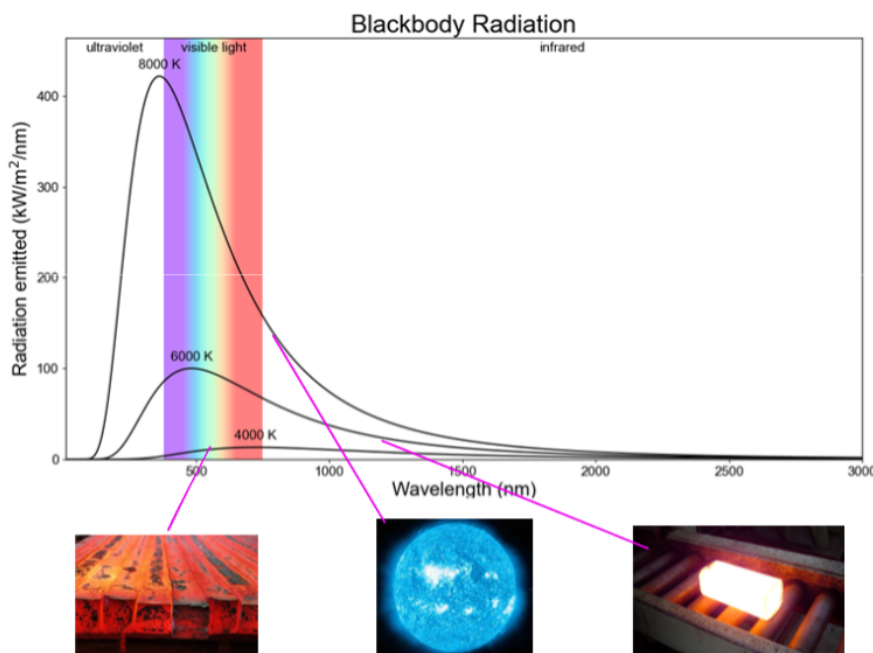 Blackbody Radiation
ultraviolet visible light infrared
8000 K
400
300
200
6000 K
100
4000 K
0
500 1000 1500 2000 2500 3000
Radiation emitted (kW/m²/nm)
Wavelength (nm)